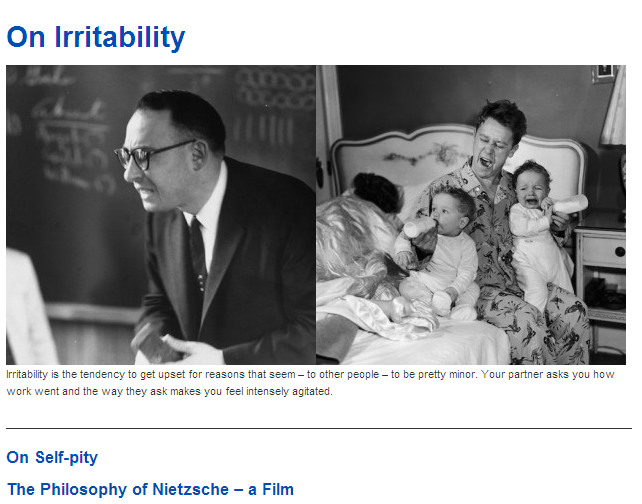 On Irritability
Irritability is the tendency to get upset for reasons that seem – to other people – to be pretty minor. Your partner asks you how
work went and the way they ask makes you feel intensely agitated.
On Self-pity
The Philosophy of Nietzsche – a Film